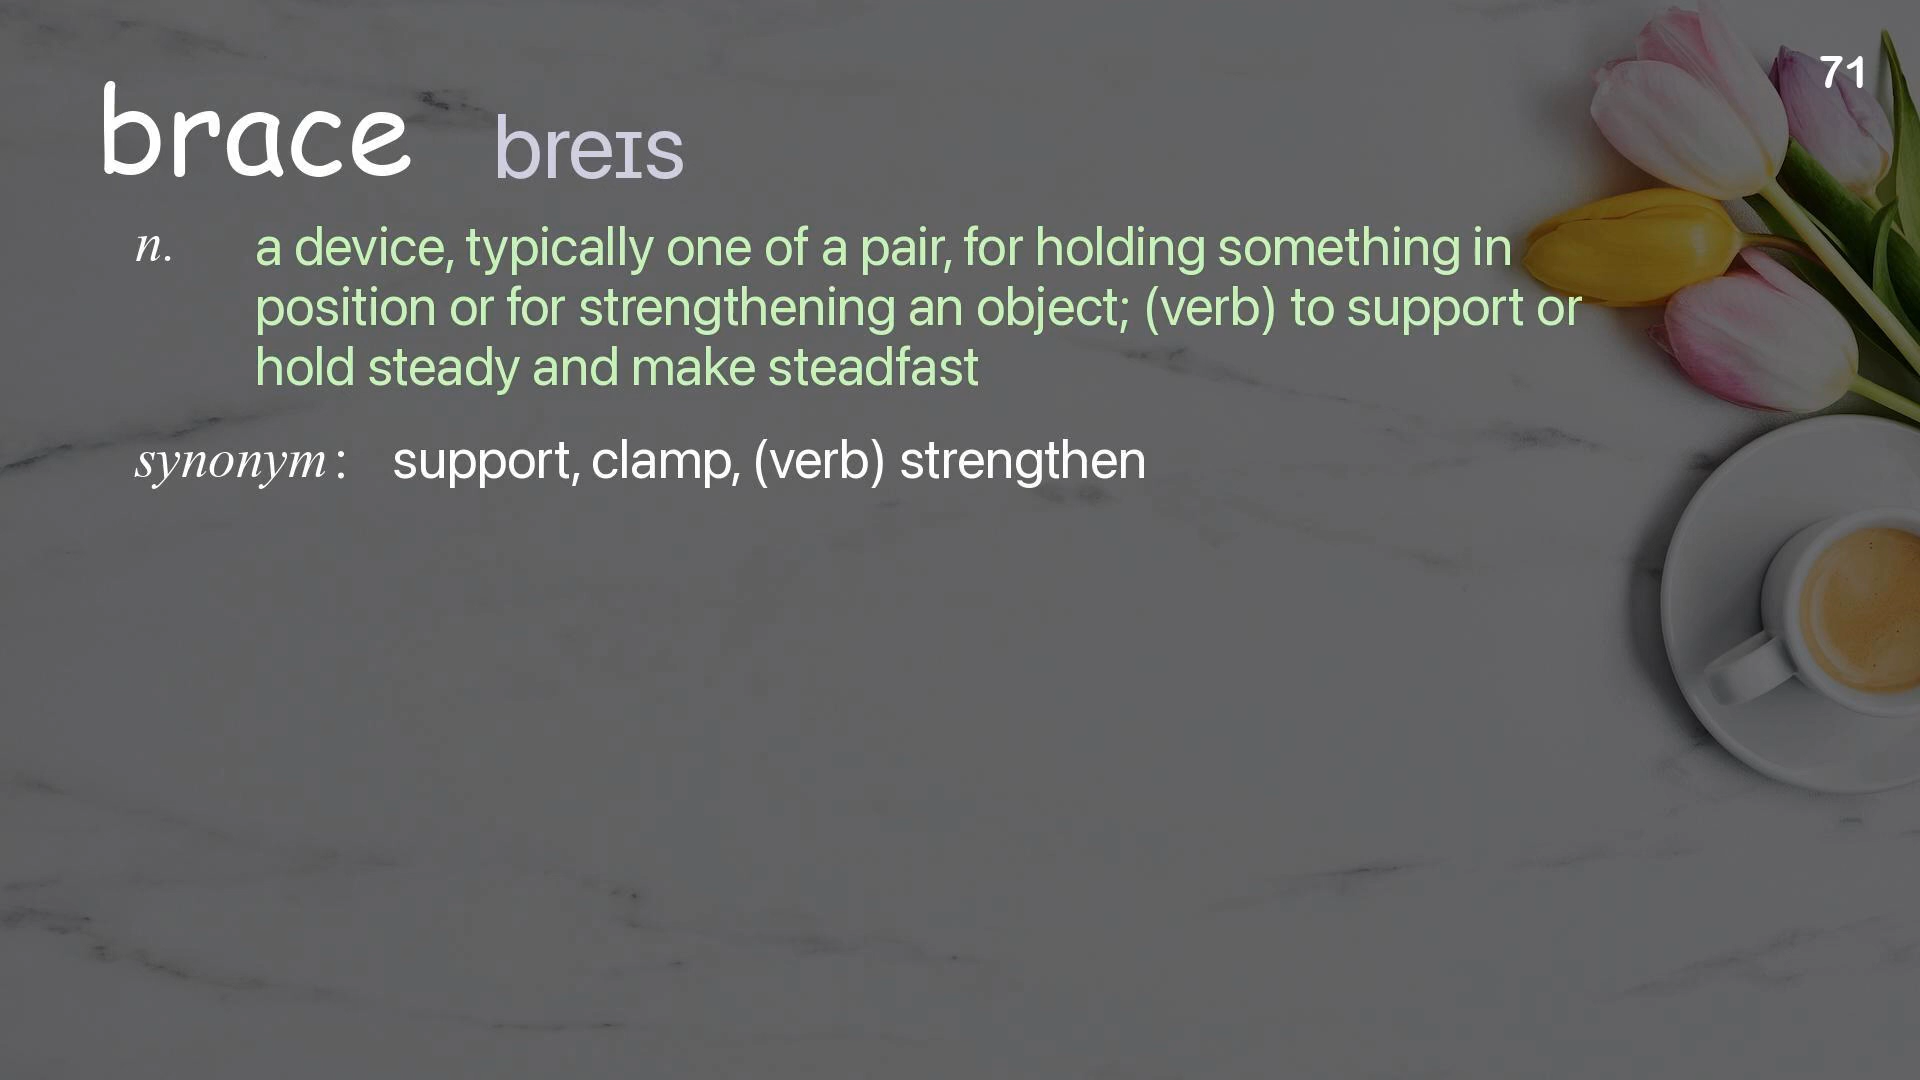 71
brace breɪs
n. a device, typically one of a pair, for holding something in
position or for strengthening an object; (verb) to support or
hold steady and make steadfast
synonym: support, clamp, (verb) strengthen